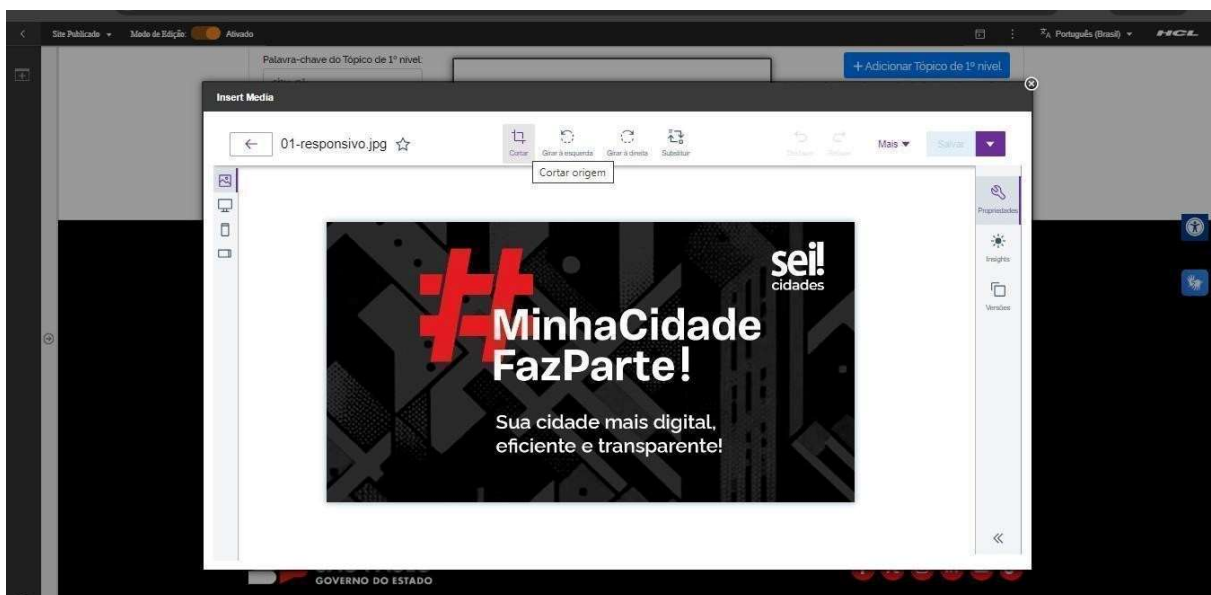 Site Publicado
Modo de Edição:
Ativado
Português (Brasil)
HCL
Palavra-chave do Tópico de 1º nível:
+ Adicionar Tópico de 1º nível
Insert Media
01-responsivo.jpg
Cortar
Girar à esquerda
Girar à direita
Substituir
Mais
Salvar
Cortar origem
Propriedades
Insights
Versões
#MinhaCidade
FazParte!
sei!
cidades
Sua cidade mais digital,
eficiente e transparente!
GOVERNO DO ESTADO